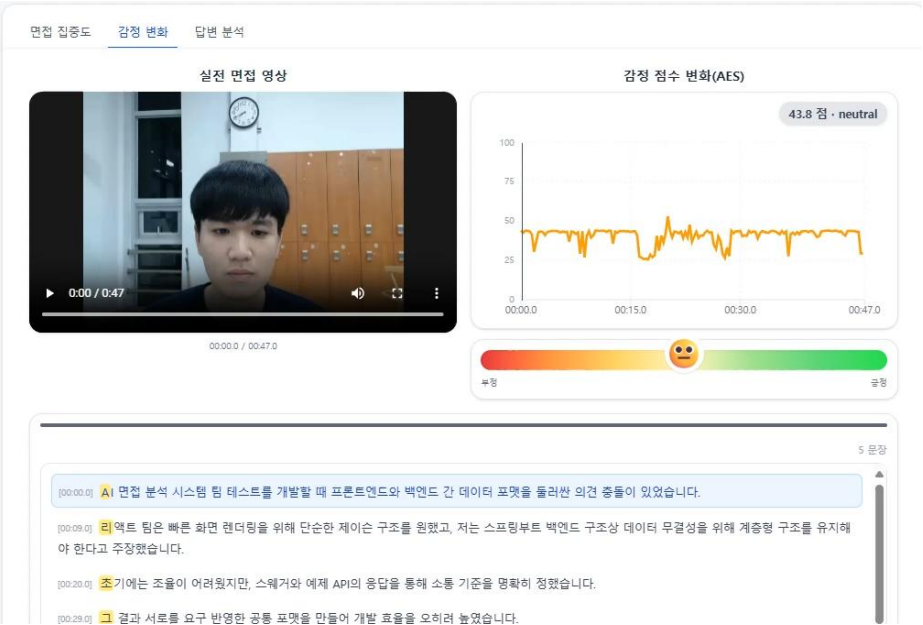 면접 집중도 감정 변화 답변 분석
실전 면접 영상
0:00 / 0:47
00:00.0 / 00:47.0
감정 점수 변화(AES)
43.8 점 · neutral
100
75
50
25
0
00:00.0 00:15.0 00:30.0 00:47.0
부정 긍정
5 문장
[00:00.0] AI 면접 분석 시스템 팀 테스트를 개발할 때 프론트엔드와 백엔드 간 데이터 포맷을 둘러싼 의견 충돌이 있었습니다.
[00:09.0] 리액트 팀은 빠른 화면 렌더링을 위해 단순한 제이슨 구조를 원했고, 저는 스프링부트 백엔드 구조상 데이터 무결성을 위해 계층형 구조를 유지해
야 한다고 주장했습니다.
[00:20.0] 초기에는 조율이 어려웠지만, 스웨거와 예제 API의 응답을 통해 소통 기준을 명확히 정했습니다.
[00:29.0] 그 결과 서로를 요구 반영한 공통 포맷을 만들어 개발 효율을 오히려 높였습니다.